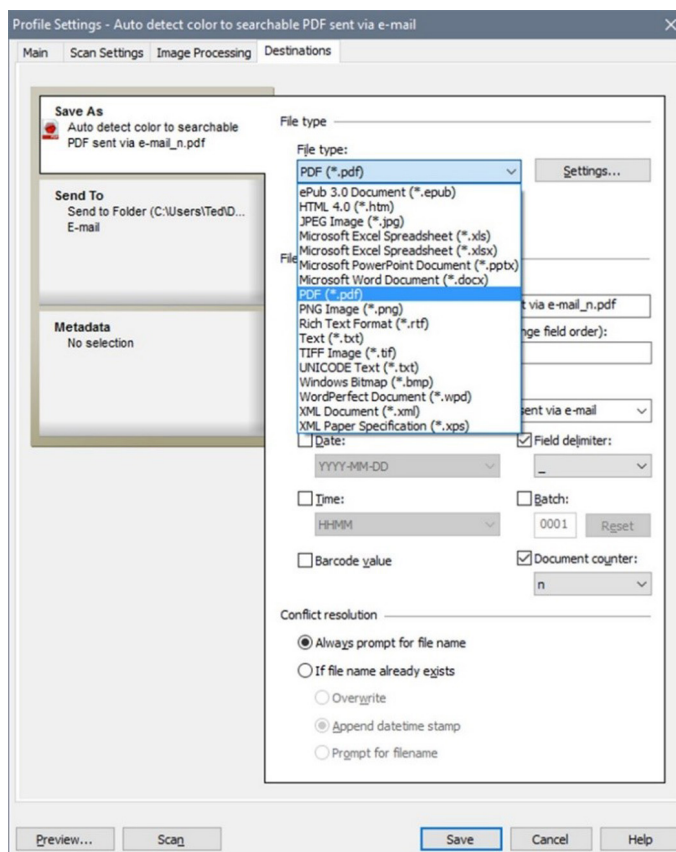 Profile Settings - Auto detect color to searchable PDF sent via e-mail
Main Scan Settings Image Processing Destinations
Save As
Auto detect color to searchable
PDF sent via e-mail_n.pdf
Send To
Send to Folder (C:\Users\Ted\D...
E-mail
Metadata
No selection
File type
File type:
PDF (*.pdf) Settings...
ePub 3.0 Document (*.epub)
HTML 4.0 (*.htm)
JPEG Image (*.jpg)
Microsoft Excel Spreadsheet (*.xls)
Microsoft Excel Spreadsheet (*.xlsx)
Microsoft PowerPoint Document (*.pptx)
Microsoft Word Document (*.docx)
PDF (*.pdf)
PNG Image (*.png)
Rich Text Format (*.rtf)
Text (*.txt)
TIFF Image (*.tif)
UNICODE Text (*.txt)
Windows Bitmap (*.bmp)
WordPerfect Document (*.wpd)
XML Document (*.xml)
XML Paper Specification (*.xps)
File
t via e-mail_n.pdf
nge field order):
sent via e-mail
Date: Field delimiter:
YYYY-MM-DD _
Time: Batch:
HHMM 0001 Reset
Barcode value Document counter:
n
Conflict resolution
Always prompt for file name
If file name already exists
Overwrite
Append datetime stamp
Prompt for filename
Preview... Scan Save Cancel Help